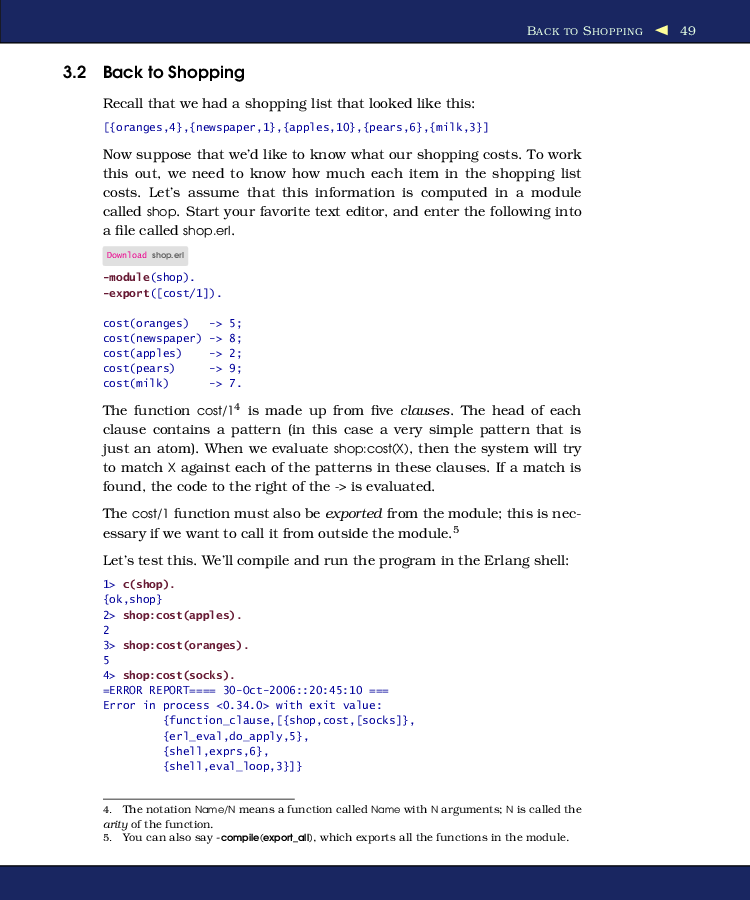 BACK TO SHOPPING ◀ 49
3.2 Back to Shopping
Recall that we had a shopping list that looked like this:
[{oranges,4},{newspaper,1},{apples,10},{pears,6},{milk,3}]
Now suppose that we'd like to know what our shopping costs. To work
this out, we need to know how much each item in the shopping list
costs. Let's assume that this information is computed in a module
called shop. Start your favorite text editor, and enter the following into
a file called shop.erl.
Download shop.erl
-module(shop).
-export([cost/1]).
cost(oranges)   -> 5;
cost(newspaper) -> 8;
cost(apples)    -> 2;
cost(pears)     -> 9;
cost(milk)      -> 7.
The function cost/1⁴ is made up from five clauses. The head of each
clause contains a pattern (in this case a very simple pattern that is
just an atom). When we evaluate shop:cost(X), then the system will try
to match X against each of the patterns in these clauses. If a match is
found, the code to the right of the -> is evaluated.
The cost/1 function must also be exported from the module; this is nec-
essary if we want to call it from outside the module.⁵
Let's test this. We'll compile and run the program in the Erlang shell:
1> c(shop).
{ok,shop}
2> shop:cost(apples).
2
3> shop:cost(oranges).
5
4> shop:cost(socks).
=ERROR REPORT==== 30-Oct-2006::20:45:10 ===
Error in process <0.34.0> with exit value:
         {function_clause,[{shop,cost,[socks]},
         {erl_eval,do_apply,5},
         {shell,exprs,6},
         {shell,eval_loop,3}]}
4. The notation Name/N means a function called Name with N arguments; N is called the
arity of the function.
5. You can also say -compile(export_all), which exports all the functions in the module.